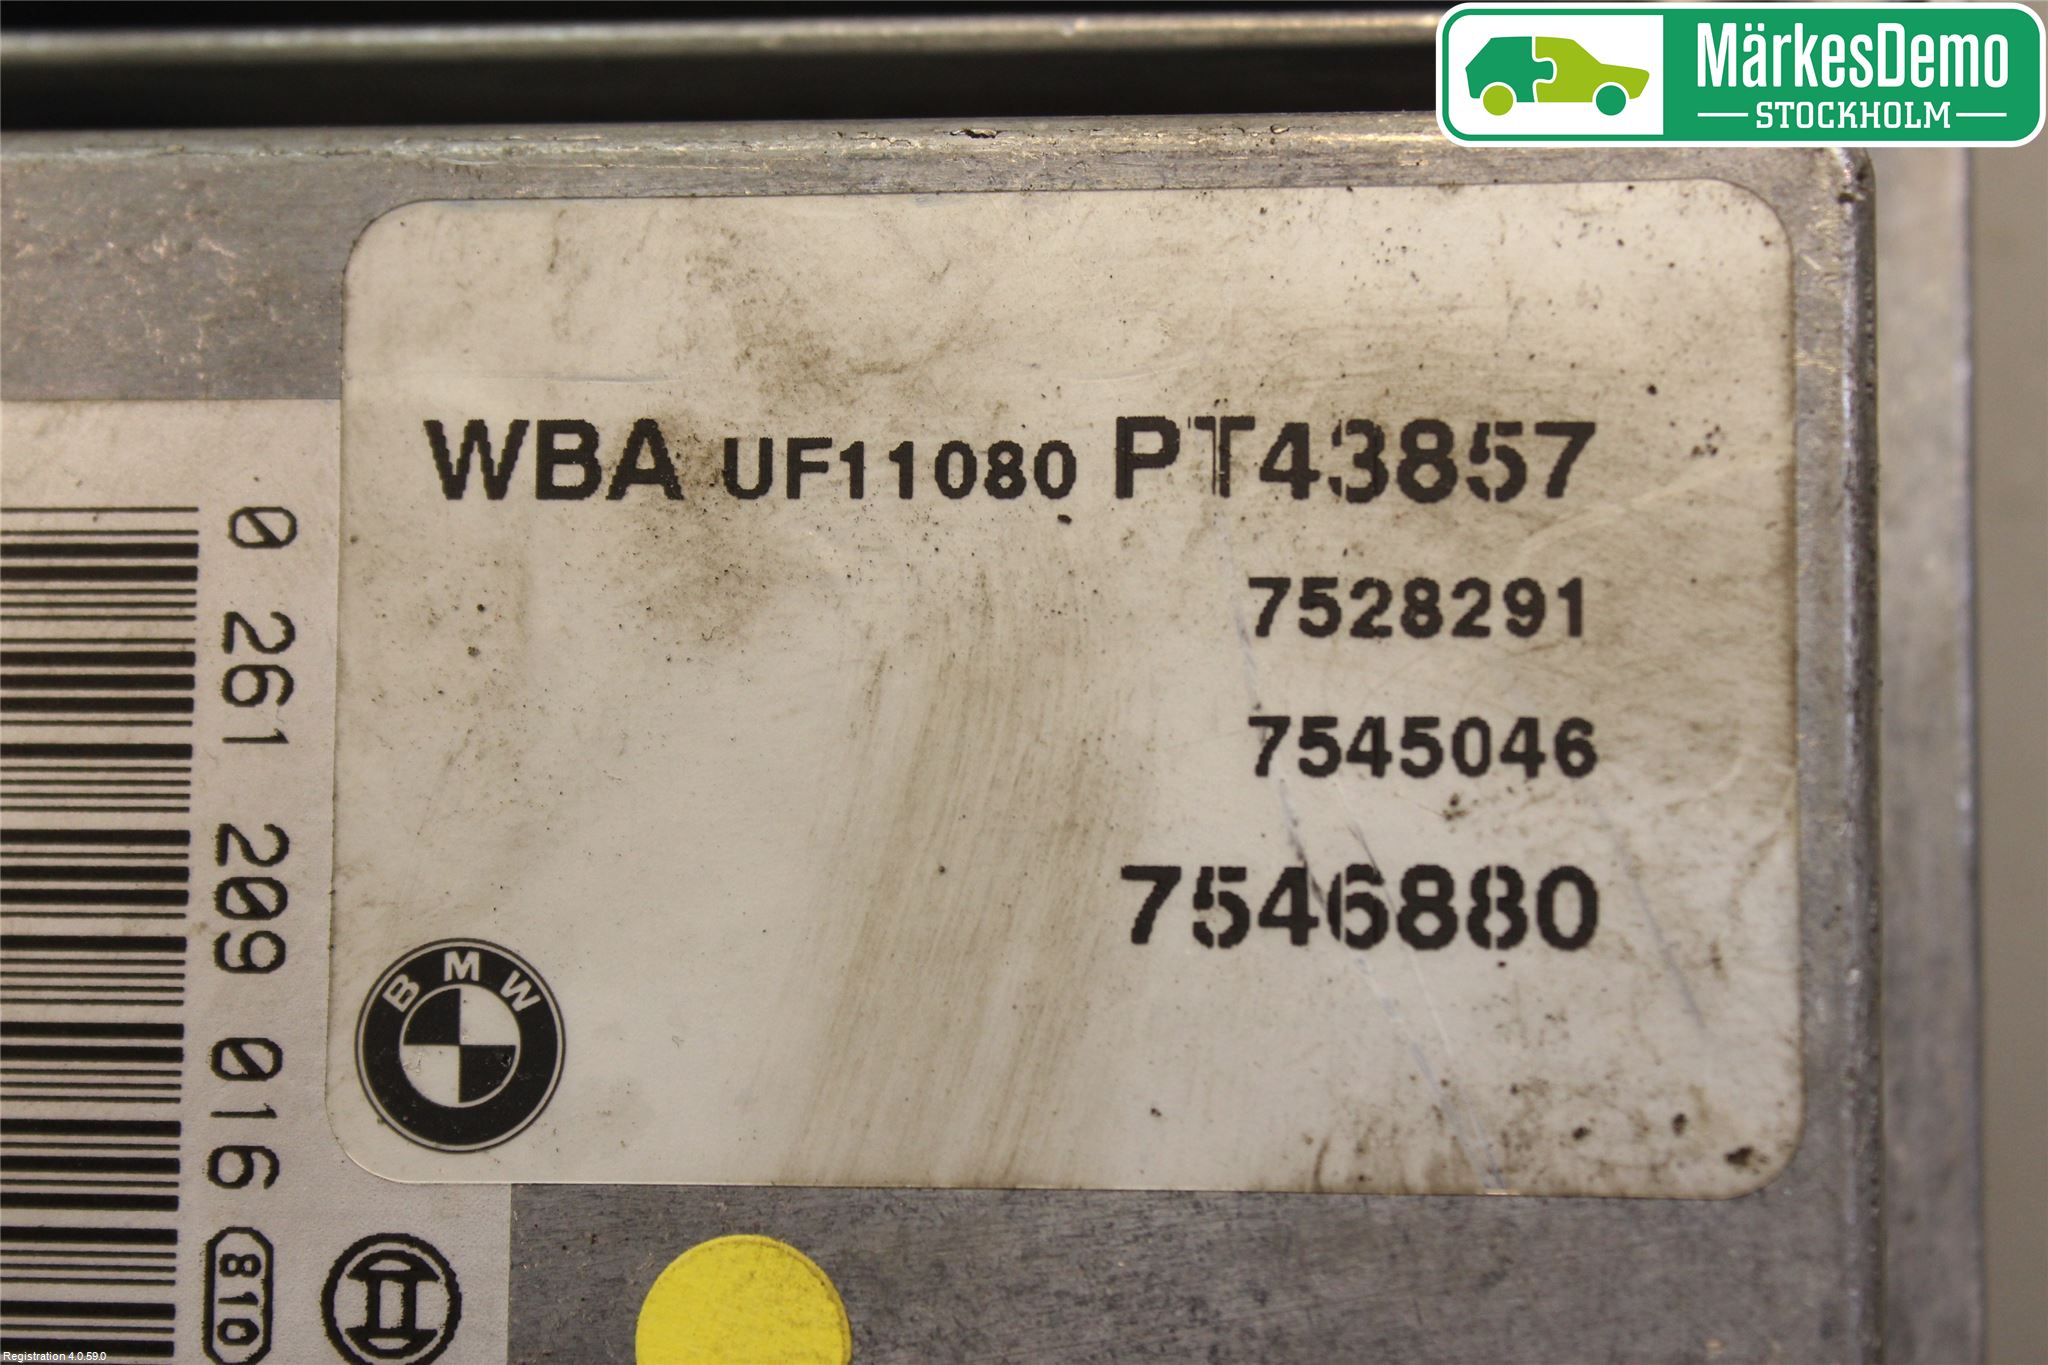 MärkesDemo
STOCKHOLM
WBA UF11080 PT43857
7528291
7545046
7546880
BMW
0 261 209 016
810
Registration 4.0.59.0